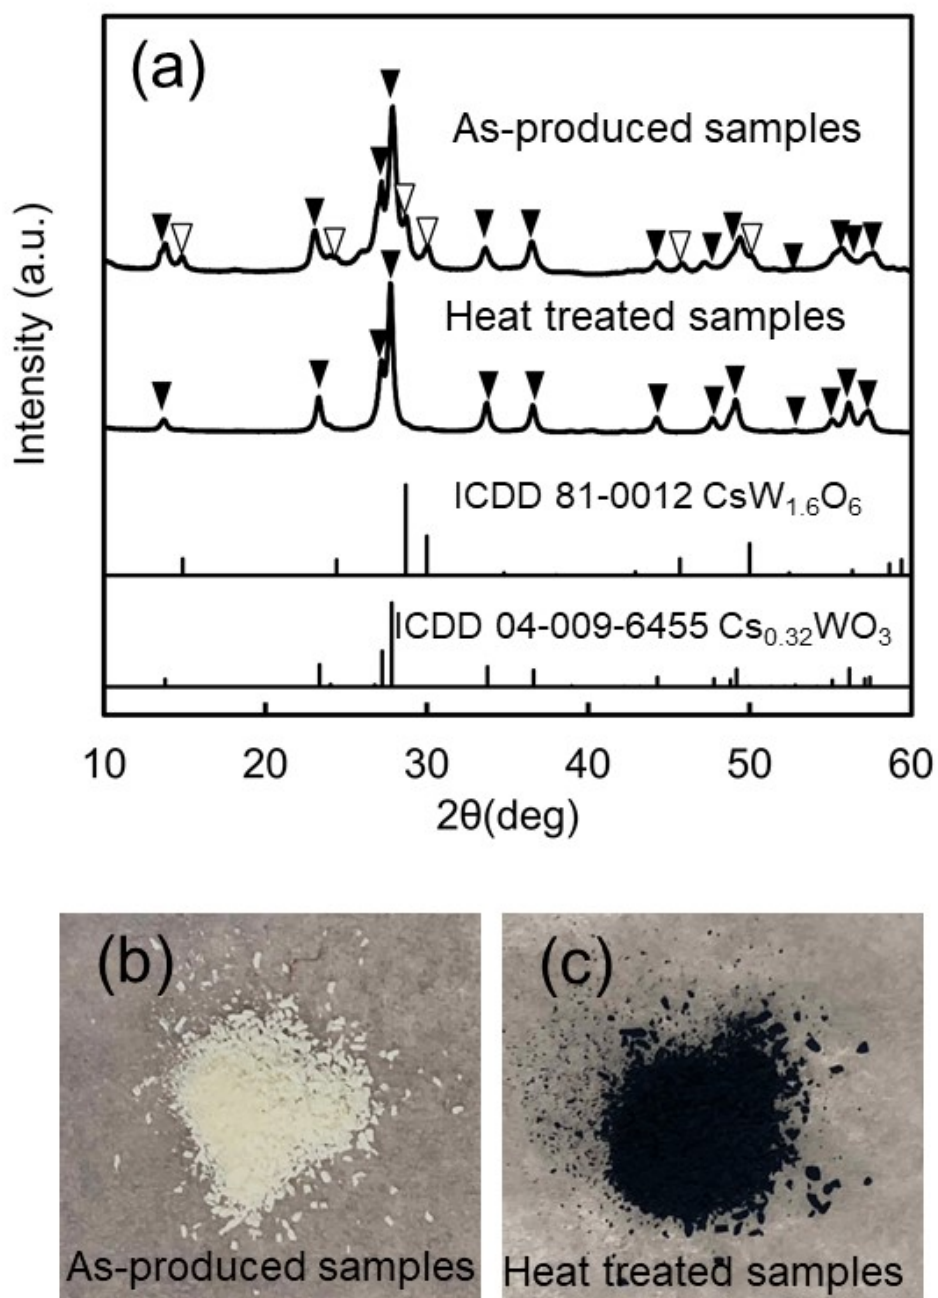 (a)
As-produced samples
Heat treated samples
ICDD 81-0012 CsW₁.₆O₆
ICDD 04-009-6455 Cs₀.₃₂WO₃
Intensity (a.u.)
10 20 30 40 50 60
2θ(deg)
(b)
As-produced samples
(c)
Heat treated samples